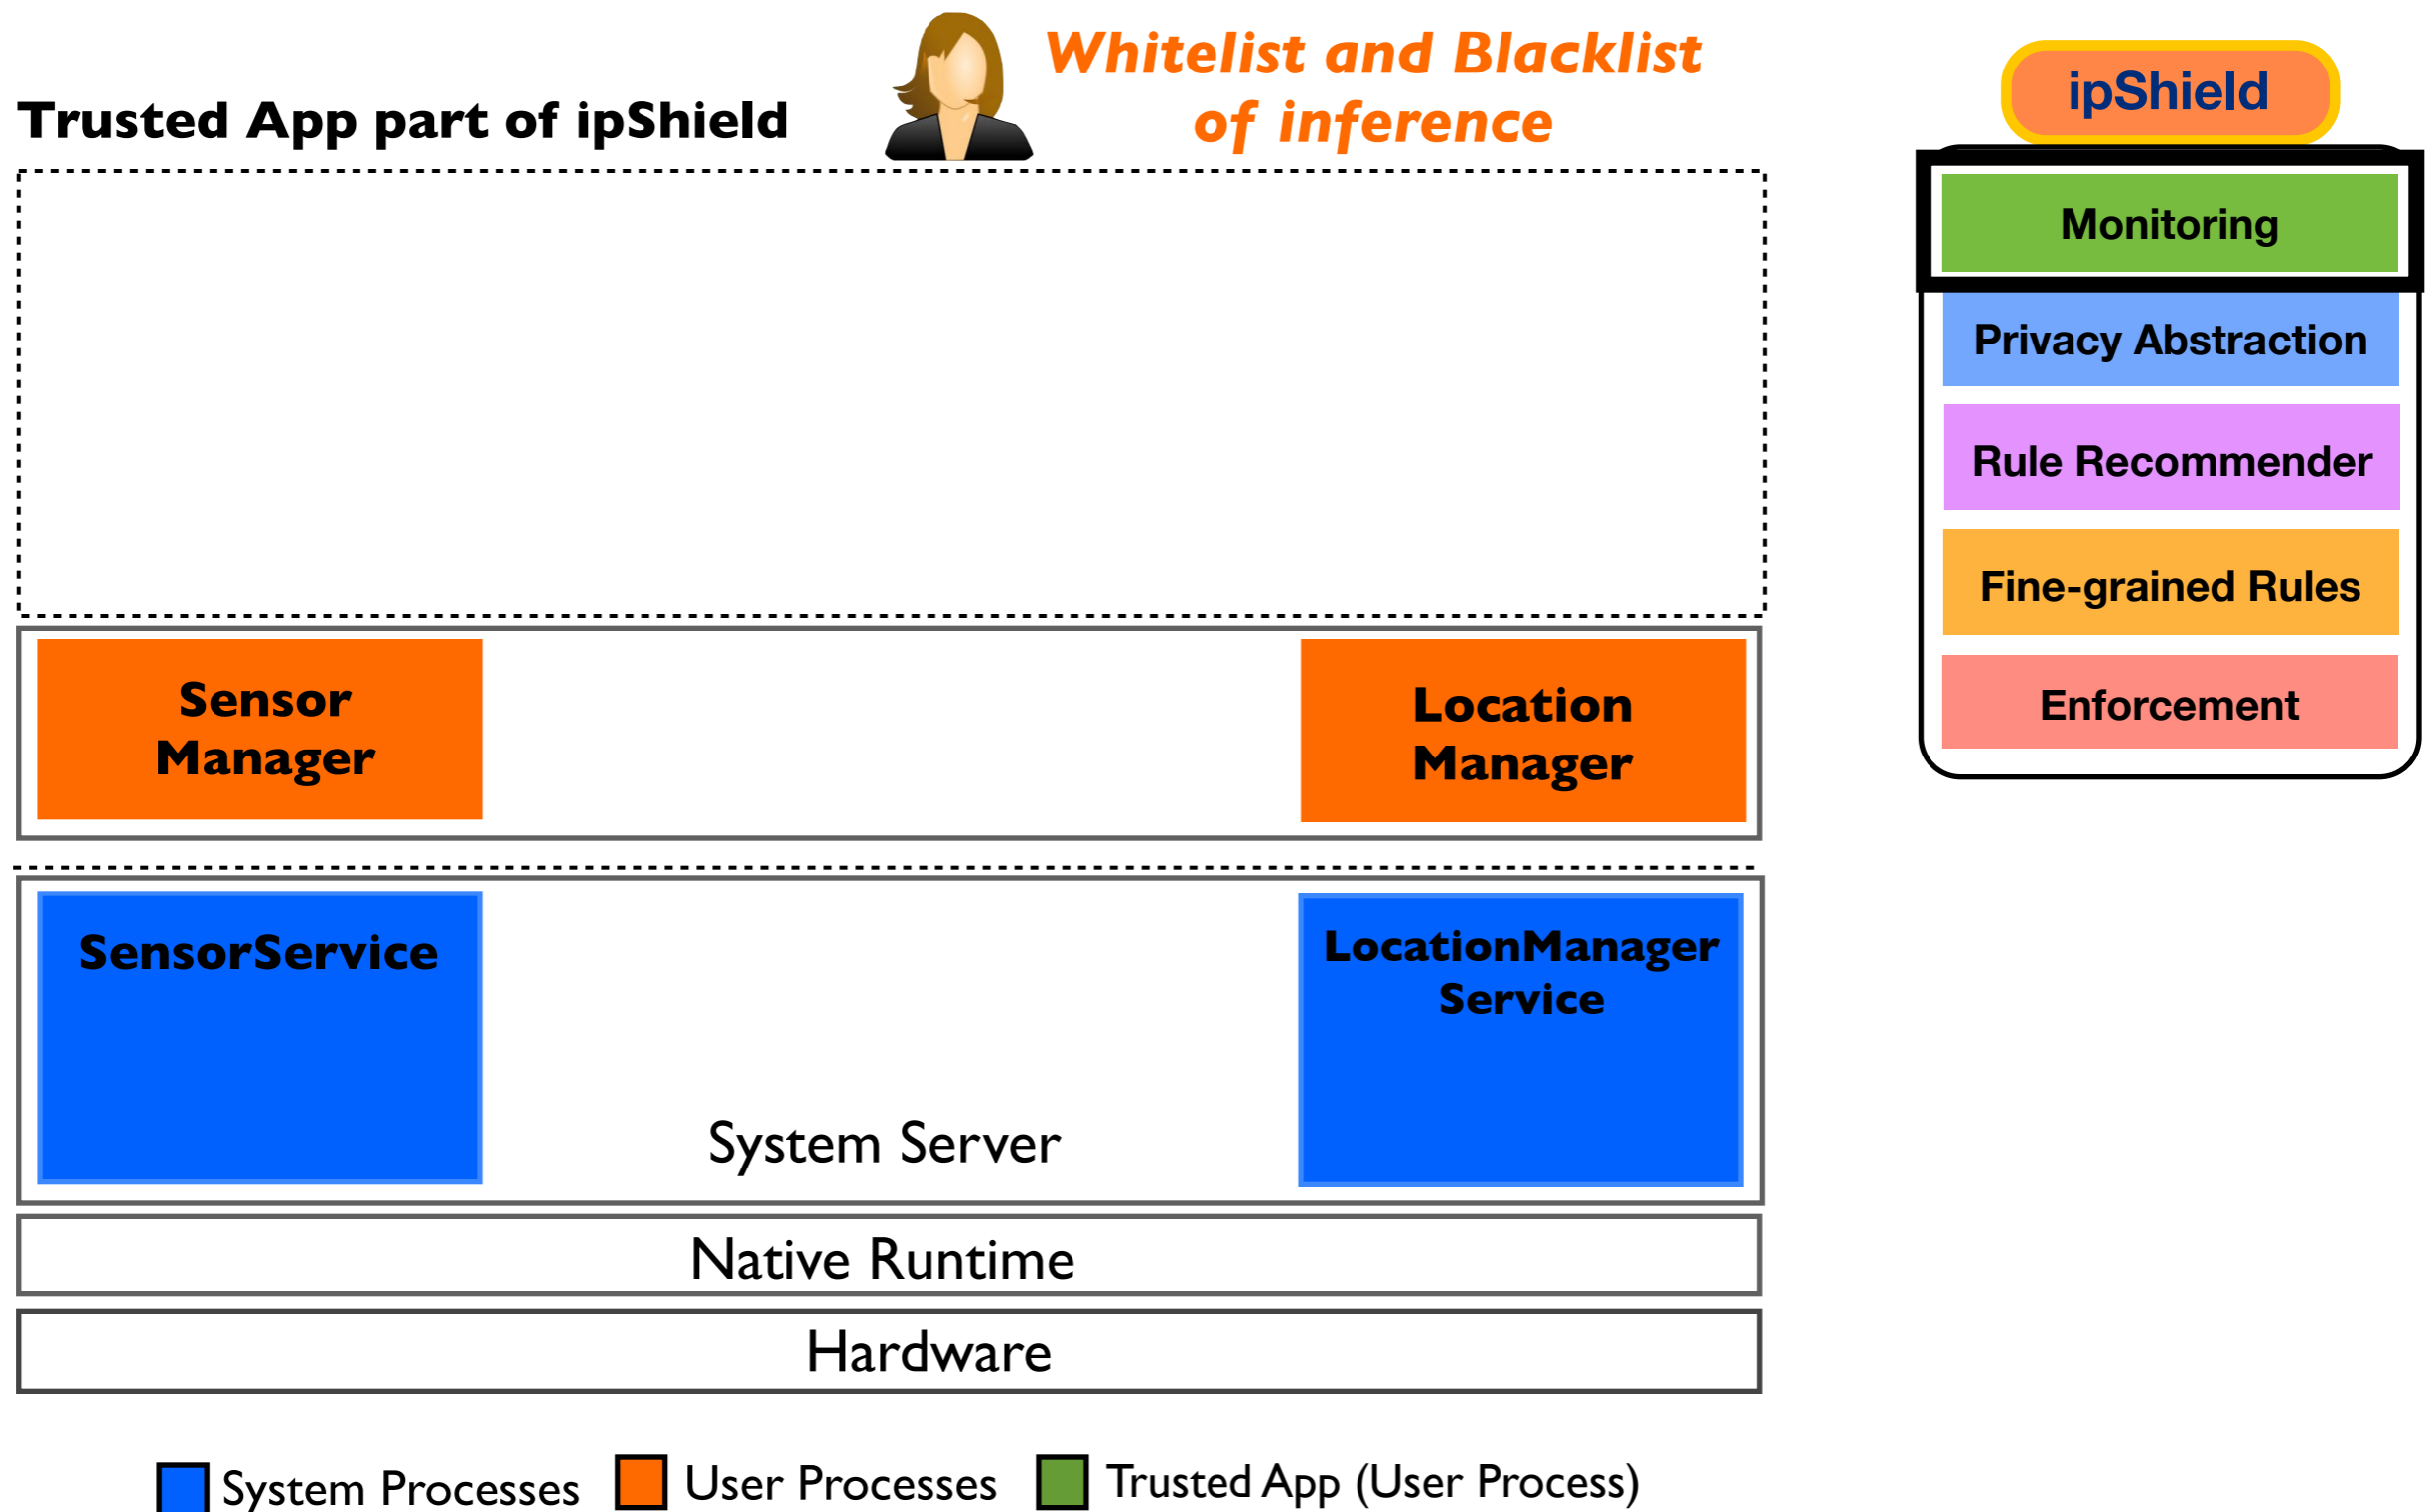 Whitelist and Blacklist
of inference
Trusted App part of ipShield
ipShield
Monitoring
Privacy Abstraction
Rule Recommender
Fine-grained Rules
Enforcement
Sensor
Manager
Location
Manager
SensorService
LocationManager
Service
System Server
Native Runtime
Hardware
System Processes
User Processes
Trusted App (User Process)